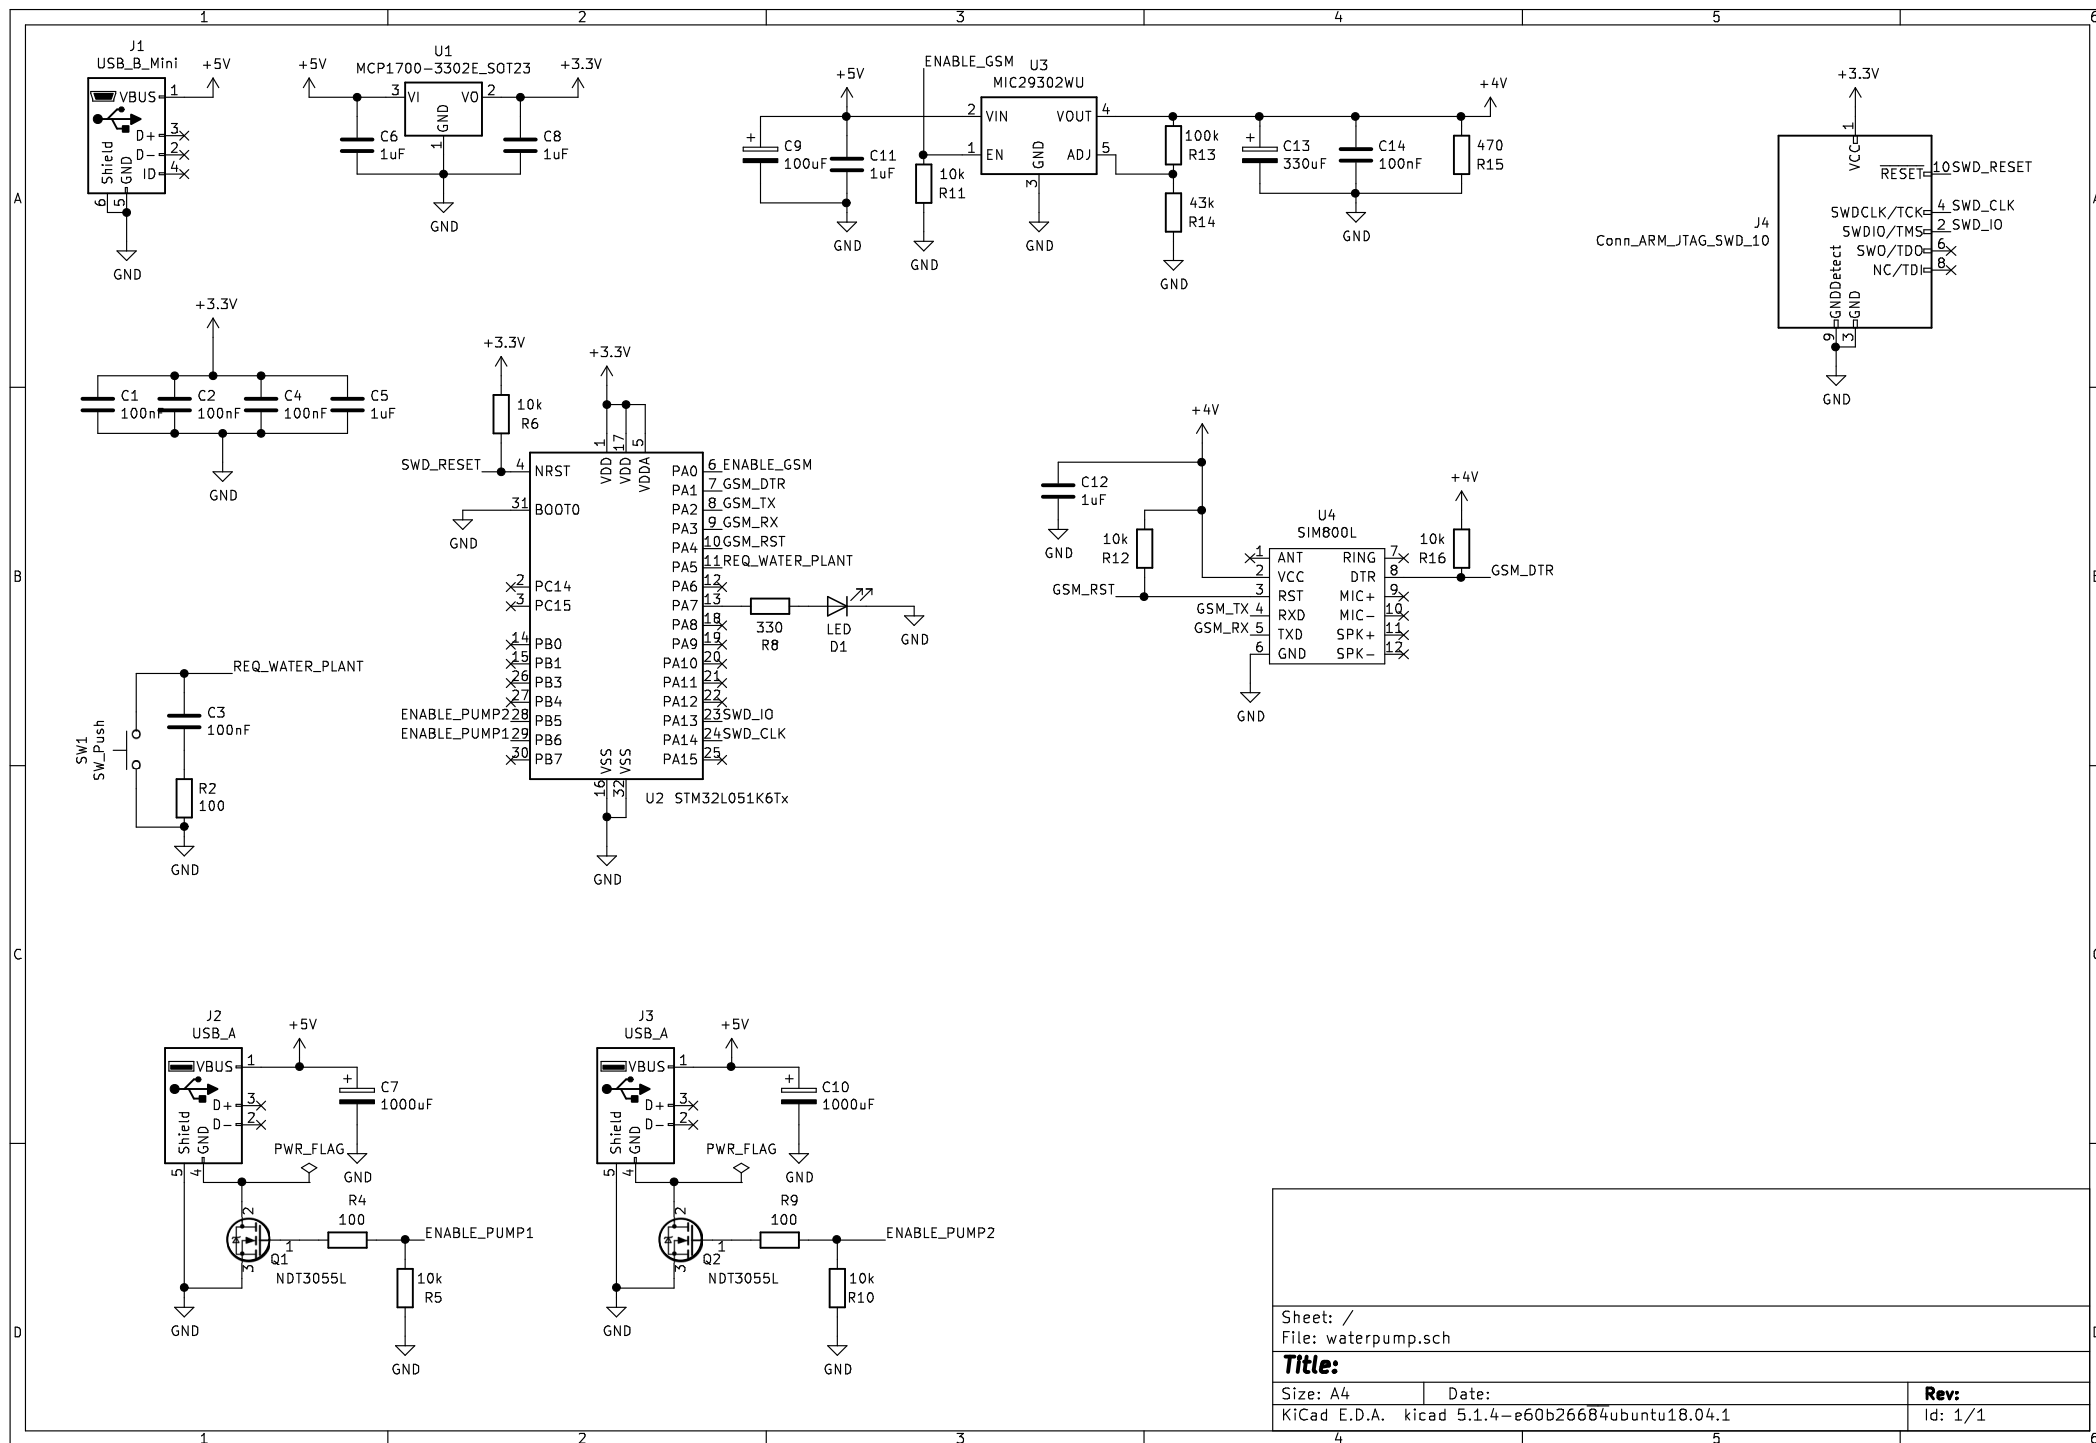 1 2 3 4 5 6
A
B
C
D
J1
USB_B_Mini
VBUS 1
D+ 3
D- 2
ID 4
Shield 6
GND 5
+5V
GND
+5V
U1
MCP1700-3302E_SOT23
3 VI
VO 2
GND 1
+3.3V
C6
1uF
C8
1uF
GND
ENABLE_GSM
+5V
U3
MIC29302WU
2 VIN
VOUT 4
1 EN
ADJ 5
GND 3
C9
100uF
C11
1uF
10k
R11
100k
R13
43k
R14
C13
330uF
C14
100nF
470
R15
+4V
GND
GND
GND
GND
GND
+3.3V
J4
Conn_ARM_JTAG_SWD_10
VCC 1
RESET 10 SWD_RESET
SWDCLK/TCK 4 SWD_CLK
SWDIO/TMS 2 SWD_IO
SWO/TDO 6
NC/TDI 8
GNDDetect 9
GND 3
GND
+3.3V
C1
100nF
C2
100nF
C4
100nF
C5
1uF
GND
+3.3V
10k
R6
+3.3V
SWD_RESET 4 NRST
31 BOOT0
GND
2 PC14
3 PC15
14 PB0
15 PB1
26 PB3
27 PB4
ENABLE_PUMP2 28 PB5
ENABLE_PUMP1 29 PB6
30 PB7
VDD 1
VDD 17
VDDA 5
PA0 6 ENABLE_GSM
PA1 7 GSM_DTR
PA2 8 GSM_TX
PA3 9 GSM_RX
PA4 10 GSM_RST
PA5 11 REQ_WATER_PLANT
PA6 12
PA7 13
PA8 18
PA9 19
PA10 20
PA11 21
PA12 22
PA13 23 SWD_IO
PA14 24 SWD_CLK
PA15 25
VSS 16
VSS 32
U2 STM32L051K6Tx
GND
330
R8
LED
D1
GND
+4V
C12
1uF
GND
10k
R12
GSM_RST
GSM_TX
GSM_RX
U4
SIM800L
1 ANT
2 VCC
3 RST
4 RXD
5 TXD
6 GND
RING 7
DTR 8
MIC+ 9
MIC- 10
SPK+ 11
SPK- 12
GND
+4V
10k
R16
GSM_DTR
REQ_WATER_PLANT
SW1
SW_Push
C3
100nF
R2
100
GND
J2
USB_A
VBUS 1
D+ 3
D- 2
Shield 5
GND 4
+5V
C7
1000uF
GND
PWR_FLAG
R4
100
ENABLE_PUMP1
2
1
3
Q1
NDT3055L
10k
R5
GND
GND
J3
USB_A
VBUS 1
D+ 3
D- 2
Shield 5
GND 4
+5V
C10
1000uF
GND
PWR_FLAG
R9
100
ENABLE_PUMP2
2
1
3
Q2
NDT3055L
10k
R10
GND
GND
Sheet: /
File: waterpump.sch
Title:
Size: A4 Date: Rev:
KiCad E.D.A. kicad 5.1.4-e60b266~84~ubuntu18.04.1 Id: 1/1
1 2 3 4 5 6